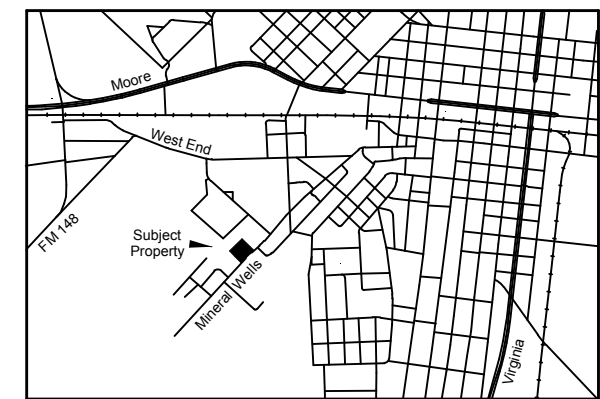 Moore
West End
FM 148
Subject
Property
Mineral Wells
Virginia